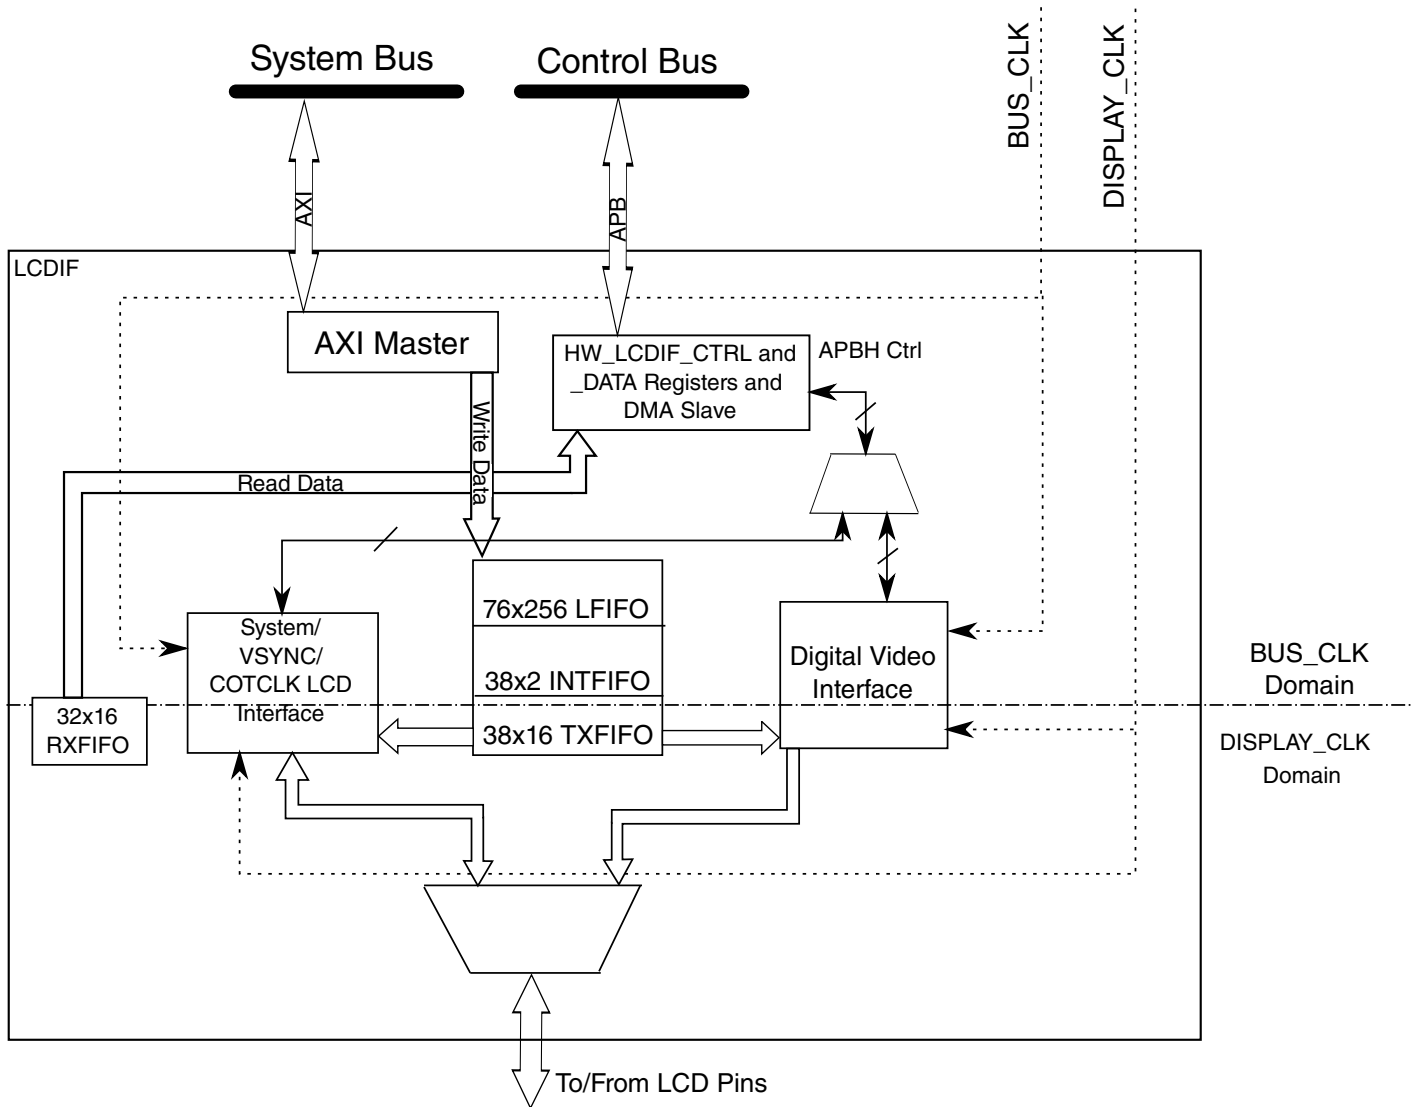 System Bus
Control Bus
BUS_CLK
DISPLAY_CLK
AXI
APB
LCDIF
AXI Master
HW_LCDIF_CTRL and
_DATA Registers and
DMA Slave
APBH Ctrl
Write Data
Read Data
76x256 LFIFO
38x2 INTFIFO
38x16 TXFIFO
System/
VSYNC/
COTCLK LCD
Interface
Digital Video
Interface
32x16
RXFIFO
BUS_CLK
Domain
DISPLAY_CLK
Domain
To/From LCD Pins